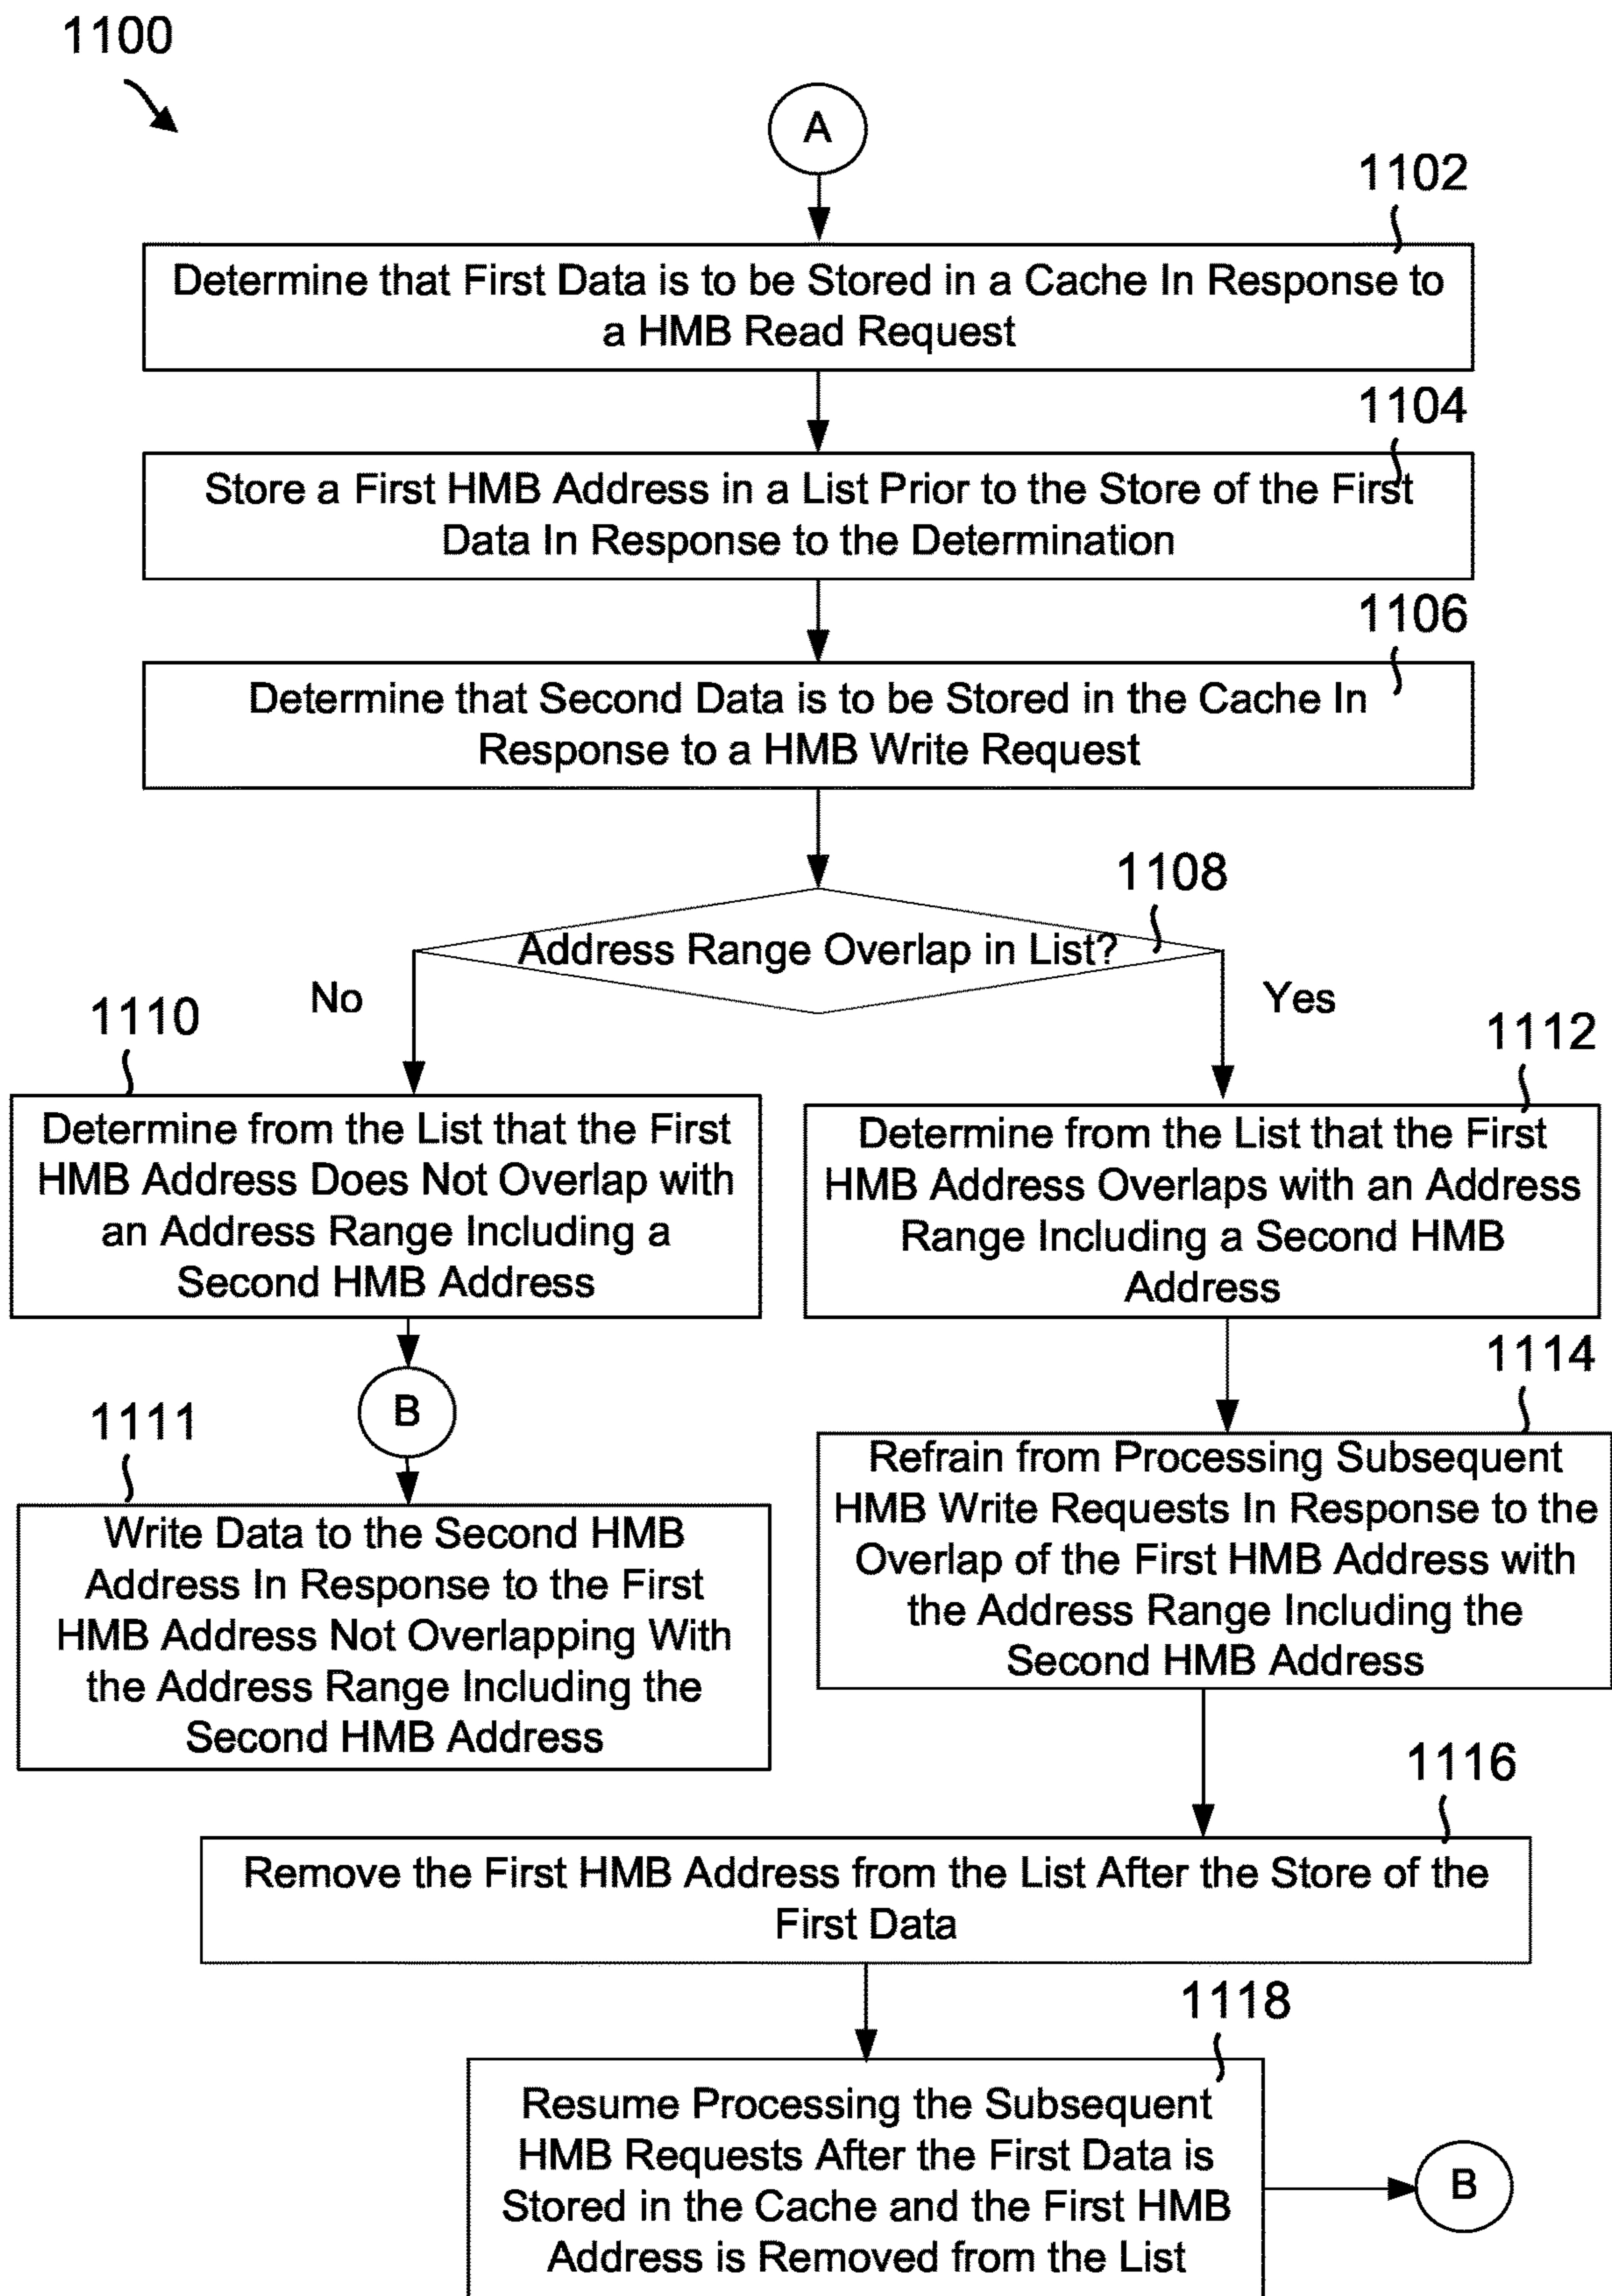 1100
A
1102
Determine that First Data is to be Stored in a Cache In Response to
a HMB Read Request
1104
Store a First HMB Address in a List Prior to the Store of the First
Data In Response to the Determination
1106
Determine that Second Data is to be Stored in the Cache In
Response to a HMB Write Request
1108
Address Range Overlap in List?
No
Yes
1110
Determine from the List that the First
HMB Address Does Not Overlap with
an Address Range Including a
Second HMB Address
1112
Determine from the List that the First
HMB Address Overlaps with an Address
Range Including a Second HMB
Address
B
1111
Write Data to the Second HMB
Address In Response to the First
HMB Address Not Overlapping With
the Address Range Including the
Second HMB Address
1114
Refrain from Processing Subsequent
HMB Write Requests In Response to the
Overlap of the First HMB Address with
the Address Range Including the
Second HMB Address
1116
Remove the First HMB Address from the List After the Store of the
First Data
1118
Resume Processing the Subsequent
HMB Requests After the First Data is
Stored in the Cache and the First HMB
Address is Removed from the List
B